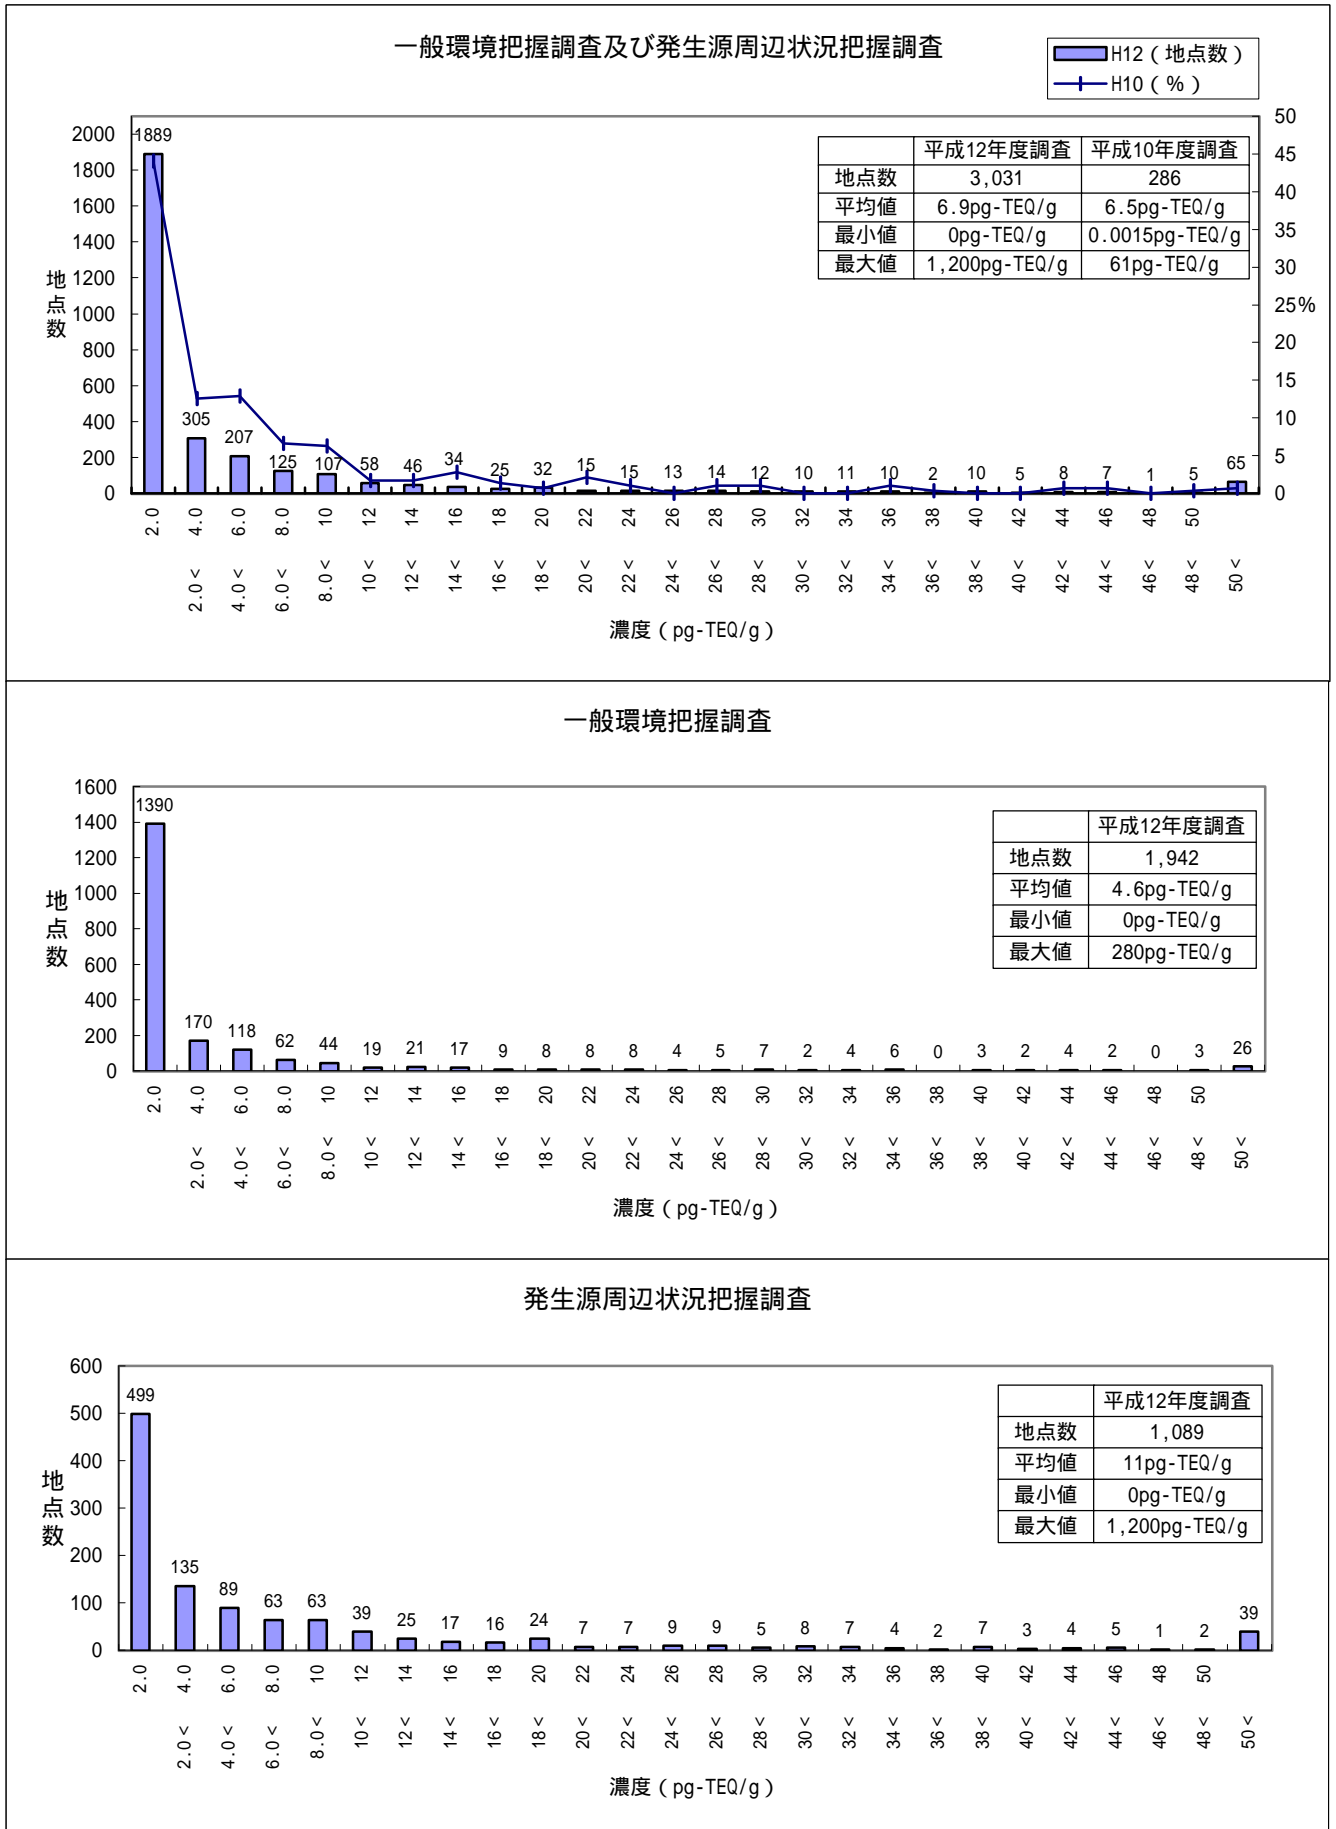 一般環境把握調査及び発生源周辺状況把握調査
H12（地点数）
H10（%）
2000
1800
1600
1400
1200
1000
800
600
400
200
0
地点数
50
45
40
35
30
25%
20
15
10
5
0
平成12年度調査 平成10年度調査
地点数 3,031 286
平均値 6.9pg-TEQ/g 6.5pg-TEQ/g
最小値 0pg-TEQ/g 0.0015pg-TEQ/g
最大値 1,200pg-TEQ/g 61pg-TEQ/g
1889 305 207 125 107 58 46 34 25 32 15 15 13 14 12 10 11 10 2 10 5 8 7 1 5 65
2.0 4.0 6.0 8.0 10 12 14 16 18 20 22 24 26 28 30 32 34 36 38 40 42 44 46 48 50
2.0< 4.0< 6.0< 8.0< 10< 12< 14< 16< 18< 20< 22< 24< 26< 28< 30< 32< 34< 36< 38< 40< 42< 44< 46< 48< 50<
濃度（pg-TEQ/g）
一般環境把握調査
1600
1400
1200
1000
800
600
400
200
0
地点数
平成12年度調査
地点数 1,942
平均値 4.6pg-TEQ/g
最小値 0pg-TEQ/g
最大値 280pg-TEQ/g
1390 170 118 62 44 19 21 17 9 8 8 8 4 5 7 2 4 6 0 3 2 4 2 0 3 26
2.0 4.0 6.0 8.0 10 12 14 16 18 20 22 24 26 28 30 32 34 36 38 40 42 44 46 48 50
2.0< 4.0< 6.0< 8.0< 10< 12< 14< 16< 18< 20< 22< 24< 26< 28< 30< 32< 34< 36< 38< 40< 42< 44< 46< 48< 50<
濃度（pg-TEQ/g）
発生源周辺状況把握調査
600
500
400
300
200
100
0
地点数
平成12年度調査
地点数 1,089
平均値 11pg-TEQ/g
最小値 0pg-TEQ/g
最大値 1,200pg-TEQ/g
499 135 89 63 63 39 25 17 16 24 7 7 9 9 5 8 7 4 2 7 3 4 5 1 2 39
2.0 4.0 6.0 8.0 10 12 14 16 18 20 22 24 26 28 30 32 34 36 38 40 42 44 46 48 50
2.0< 4.0< 6.0< 8.0< 10< 12< 14< 16< 18< 20< 22< 24< 26< 28< 30< 32< 34< 36< 38< 40< 42< 44< 46< 48< 50<
濃度（pg-TEQ/g）